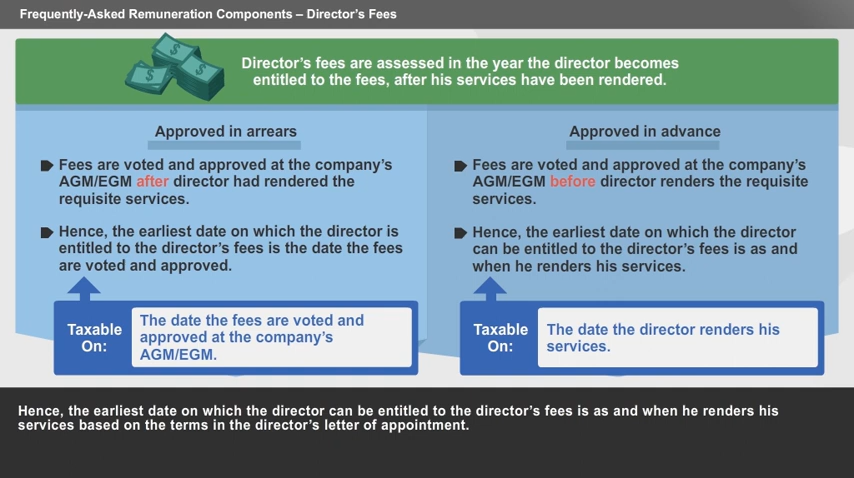 Frequently-Asked Remuneration Components – Director’s Fees
Director’s fees are assessed in the year the director becomes
entitled to the fees, after his services have been rendered.
Approved in arrears
Fees are voted and approved at the company’s
AGM/EGM after director had rendered the
requisite services.
Hence, the earliest date on which the director is
entitled to the director’s fees is the date the fees
are voted and approved.
Taxable
On:
The date the fees are voted and
approved at the company’s
AGM/EGM.
Approved in advance
Fees are voted and approved at the company’s
AGM/EGM before director renders the requisite
services.
Hence, the earliest date on which the director
can be entitled to the director’s fees is as and
when he renders his services.
Taxable
On:
The date the director renders his
services.
Hence, the earliest date on which the director can be entitled to the director’s fees is as and when he renders his
services based on the terms in the director’s letter of appointment.